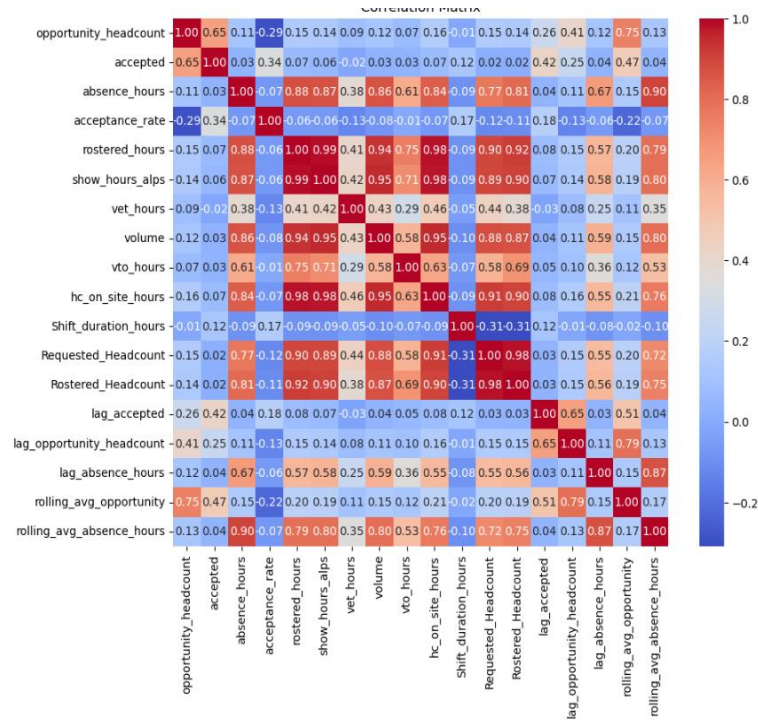 Correlation Matrix
opportunity_headcount 1.00 0.65 0.11 -0.29 0.15 0.14 0.09 0.12 0.07 0.16 -0.01 0.15 0.14 0.26 0.41 0.12 0.75 0.13
accepted 0.65 1.00 0.03 0.34 0.07 0.06 -0.02 0.03 0.03 0.07 0.12 0.02 0.02 0.42 0.25 0.04 0.47 0.04
absence_hours 0.11 0.03 1.00 -0.07 0.88 0.87 0.38 0.86 0.61 0.84 -0.09 0.77 0.81 0.04 0.11 0.67 0.15 0.90
acceptance_rate -0.29 0.34 -0.07 1.00 -0.06 -0.06 -0.13 -0.08 -0.01 -0.07 0.17 -0.12 -0.11 0.18 -0.13 -0.06 -0.22 -0.07
rostered_hours 0.15 0.07 0.88 -0.06 1.00 0.99 0.41 0.94 0.75 0.98 -0.09 0.90 0.92 0.08 0.15 0.57 0.20 0.79
show_hours_alps 0.14 0.06 0.87 -0.06 0.99 1.00 0.42 0.95 0.71 0.98 -0.09 0.89 0.90 0.07 0.14 0.58 0.19 0.80
vet_hours 0.09 -0.02 0.38 -0.13 0.41 0.42 1.00 0.43 0.29 0.46 -0.05 0.44 0.38 -0.03 0.08 0.25 0.11 0.35
volume 0.12 0.03 0.86 -0.08 0.94 0.95 0.43 1.00 0.58 0.95 -0.10 0.88 0.87 0.04 0.11 0.59 0.15 0.80
vto_hours 0.07 0.03 0.61 -0.01 0.75 0.71 0.29 0.58 1.00 0.63 -0.07 0.58 0.69 0.05 0.10 0.36 0.12 0.53
hc_on_site_hours 0.16 0.07 0.84 -0.07 0.98 0.98 0.46 0.95 0.63 1.00 -0.09 0.91 0.90 0.08 0.16 0.55 0.21 0.76
Shift_duration_hours -0.01 0.12 -0.09 0.17 -0.09 -0.09 -0.05 -0.10 -0.07 -0.09 1.00 -0.31 -0.31 0.12 -0.01 -0.08 -0.02 -0.10
Requested_Headcount 0.15 0.02 0.77 -0.12 0.90 0.89 0.44 0.88 0.58 0.91 -0.31 1.00 0.98 0.03 0.15 0.55 0.20 0.72
Rostered_Headcount 0.14 0.02 0.81 -0.11 0.92 0.90 0.38 0.87 0.69 0.90 -0.31 0.98 1.00 0.03 0.15 0.56 0.19 0.75
lag_accepted 0.26 0.42 0.04 0.18 0.08 0.07 -0.03 0.04 0.05 0.08 0.12 0.03 0.03 1.00 0.65 0.03 0.51 0.04
lag_opportunity_headcount 0.41 0.25 0.11 -0.13 0.15 0.14 0.08 0.11 0.10 0.16 -0.01 0.15 0.15 0.65 1.00 0.11 0.79 0.13
lag_absence_hours 0.12 0.04 0.67 -0.06 0.57 0.58 0.25 0.59 0.36 0.55 -0.08 0.55 0.56 0.03 0.11 1.00 0.15 0.87
rolling_avg_opportunity 0.75 0.47 0.15 -0.22 0.20 0.19 0.11 0.15 0.12 0.21 -0.02 0.20 0.19 0.51 0.79 0.15 1.00 0.17
rolling_avg_absence_hours 0.13 0.04 0.90 -0.07 0.79 0.80 0.35 0.80 0.53 0.76 -0.10 0.72 0.75 0.04 0.13 0.87 0.17 1.00
opportunity_headcount
accepted
absence_hours
acceptance_rate
rostered_hours
show_hours_alps
vet_hours
volume
vto_hours
hc_on_site_hours
Shift_duration_hours
Requested_Headcount
Rostered_Headcount
lag_accepted
lag_opportunity_headcount
lag_absence_hours
rolling_avg_opportunity
rolling_avg_absence_hours
1.0
0.8
0.6
0.4
0.2
0.0
−0.2